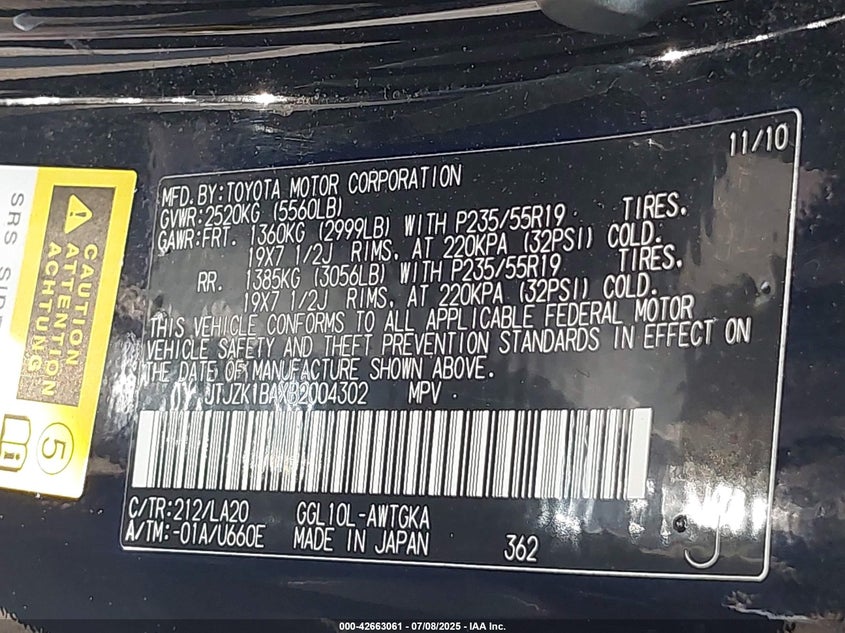 11/10
MFD. BY: TOYOTA MOTOR CORPORATION
GVWR: 2520KG (5560LB)
GAWR: FRT. 1360KG (2999LB) WITH P235/55R19 TIRES.
19X7 1/2J RIMS, AT 220KPA (32PSI) COLD.
RR. 1385KG (3056LB) WITH P235/55R19 TIRES.
19X7 1/2J RIMS, AT 220KPA (32PSI) COLD.
THIS VEHICLE CONFORMS TO ALL APPLICABLE FEDERAL MOTOR
VEHICLE SAFETY AND THEFT PREVENTION STANDARDS IN EFFECT ON
THE DATE OF MANUFACTURE SHOWN ABOVE.
JTJZK1BAXB2004302 MPV
C/TR: 212/LA20 GGL10L-AWTGKA
A/TM: -01A/U660E MADE IN JAPAN 362
J
CAUTION
ATTENTION
ACHTUNG
SRS SIDE
5
000-42663061 - 07/08/2025 - IAA Inc.